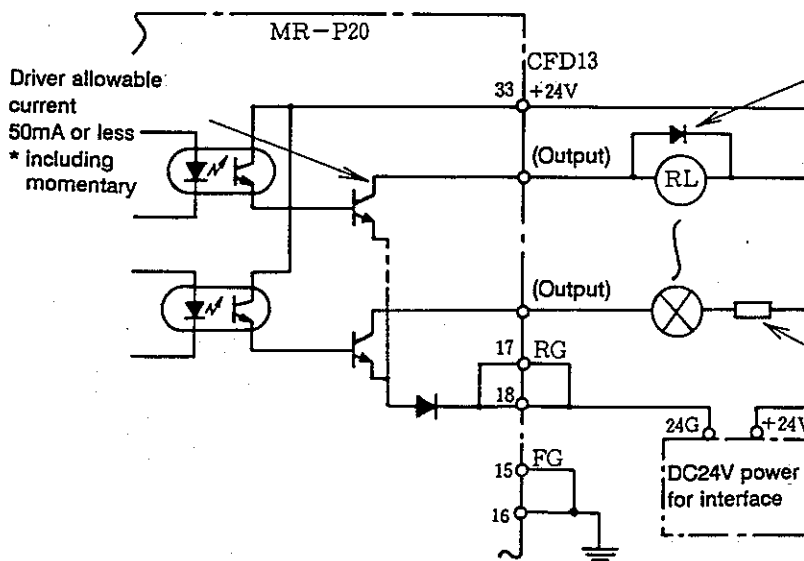 MR-P20
CFD13
33 +24V
Driver allowable
current
50mA or less
* including
momentary
(Output)
RL
(Output)
17 RG
18
24G
+24V
15 FG
DC24V power
for interface
16